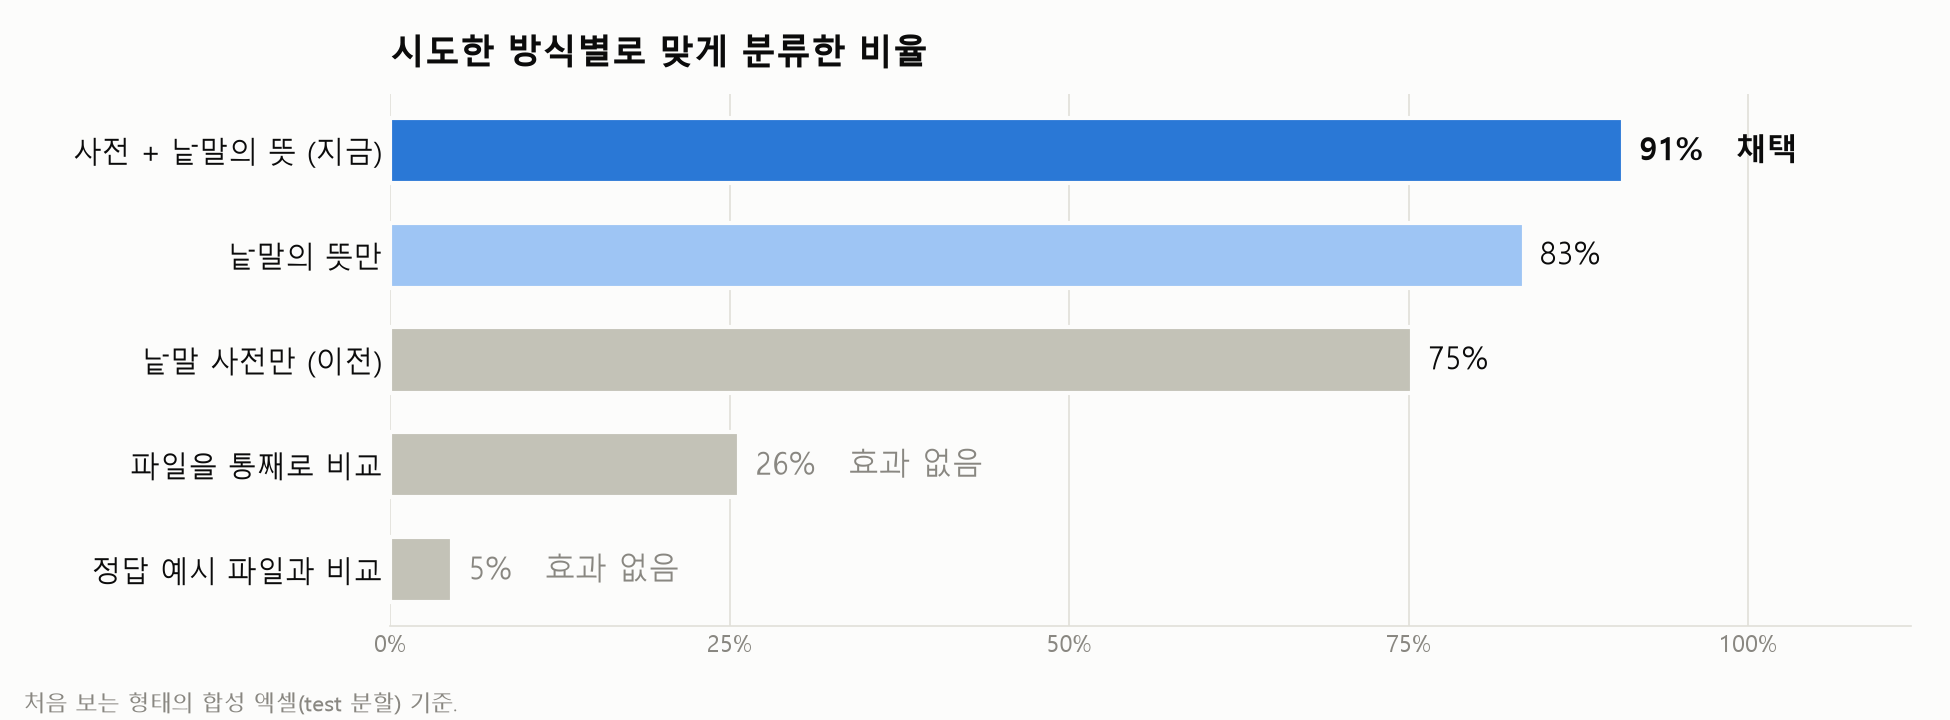 시도한 방식별로 맞게 분류한 비율
사전 + 낱말의 뜻 (지금)
91% 채택
낱말의 뜻만
83%
낱말 사전만 (이전)
75%
파일을 통째로 비교
26% 효과 없음
정답 예시 파일과 비교
5% 효과 없음
0% 25% 50% 75% 100%
처음 보는 형태의 합성 엑셀(test 분할) 기준.